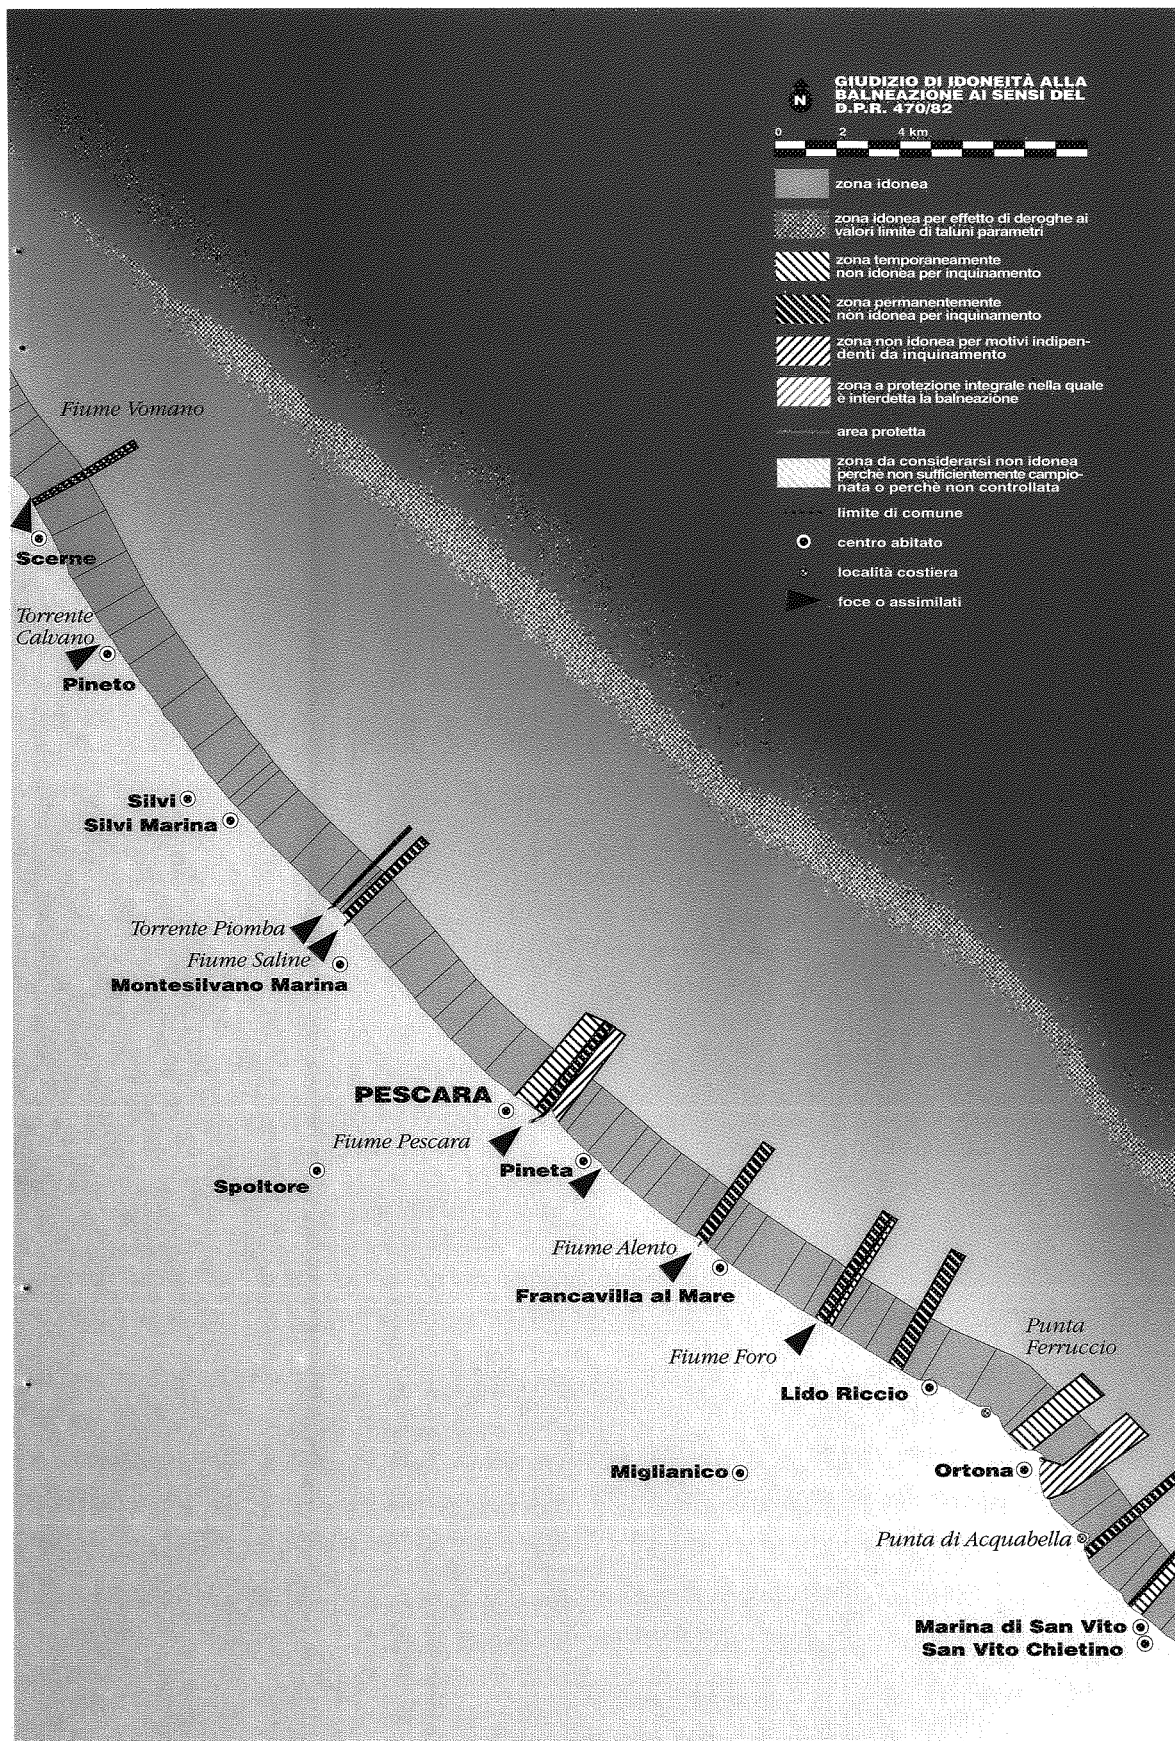 GIUDIZIO DI IDONEITÀ ALLA
BALNEAZIONE AI SENSI DEL
D.P.R. 470/82
N
0 2 4 km
zona idonea
zona idonea per effetto di deroghe ai
valori limite di taluni parametri
zona temporaneamente
non idonea per inquinamento
zona permanentemente
non idonea per inquinamento
zona non idonea per motivi indipen-
denti da inquinamento
zona a protezione integrale nella quale
è interdetta la balneazione
area protetta
zona da considerarsi non idonea
perchè non sufficientemente campio-
nata o perchè non controllata
limite di comune
centro abitato
località costiera
foce o assimilati
Fiume Vomano
Scerne
Torrente
Calvano
Pineto
Silvi
Silvi Marina
Torrente Piomba
Fiume Saline
Montesilvano Marina
PESCARA
Fiume Pescara
Pineta
Spoltore
Fiume Alento
Francavilla al Mare
Punta
Ferruccio
Fiume Foro
Lido Riccio
Miglianico
Ortona
Punta di Acquabella
Marina di San Vito
San Vito Chietino